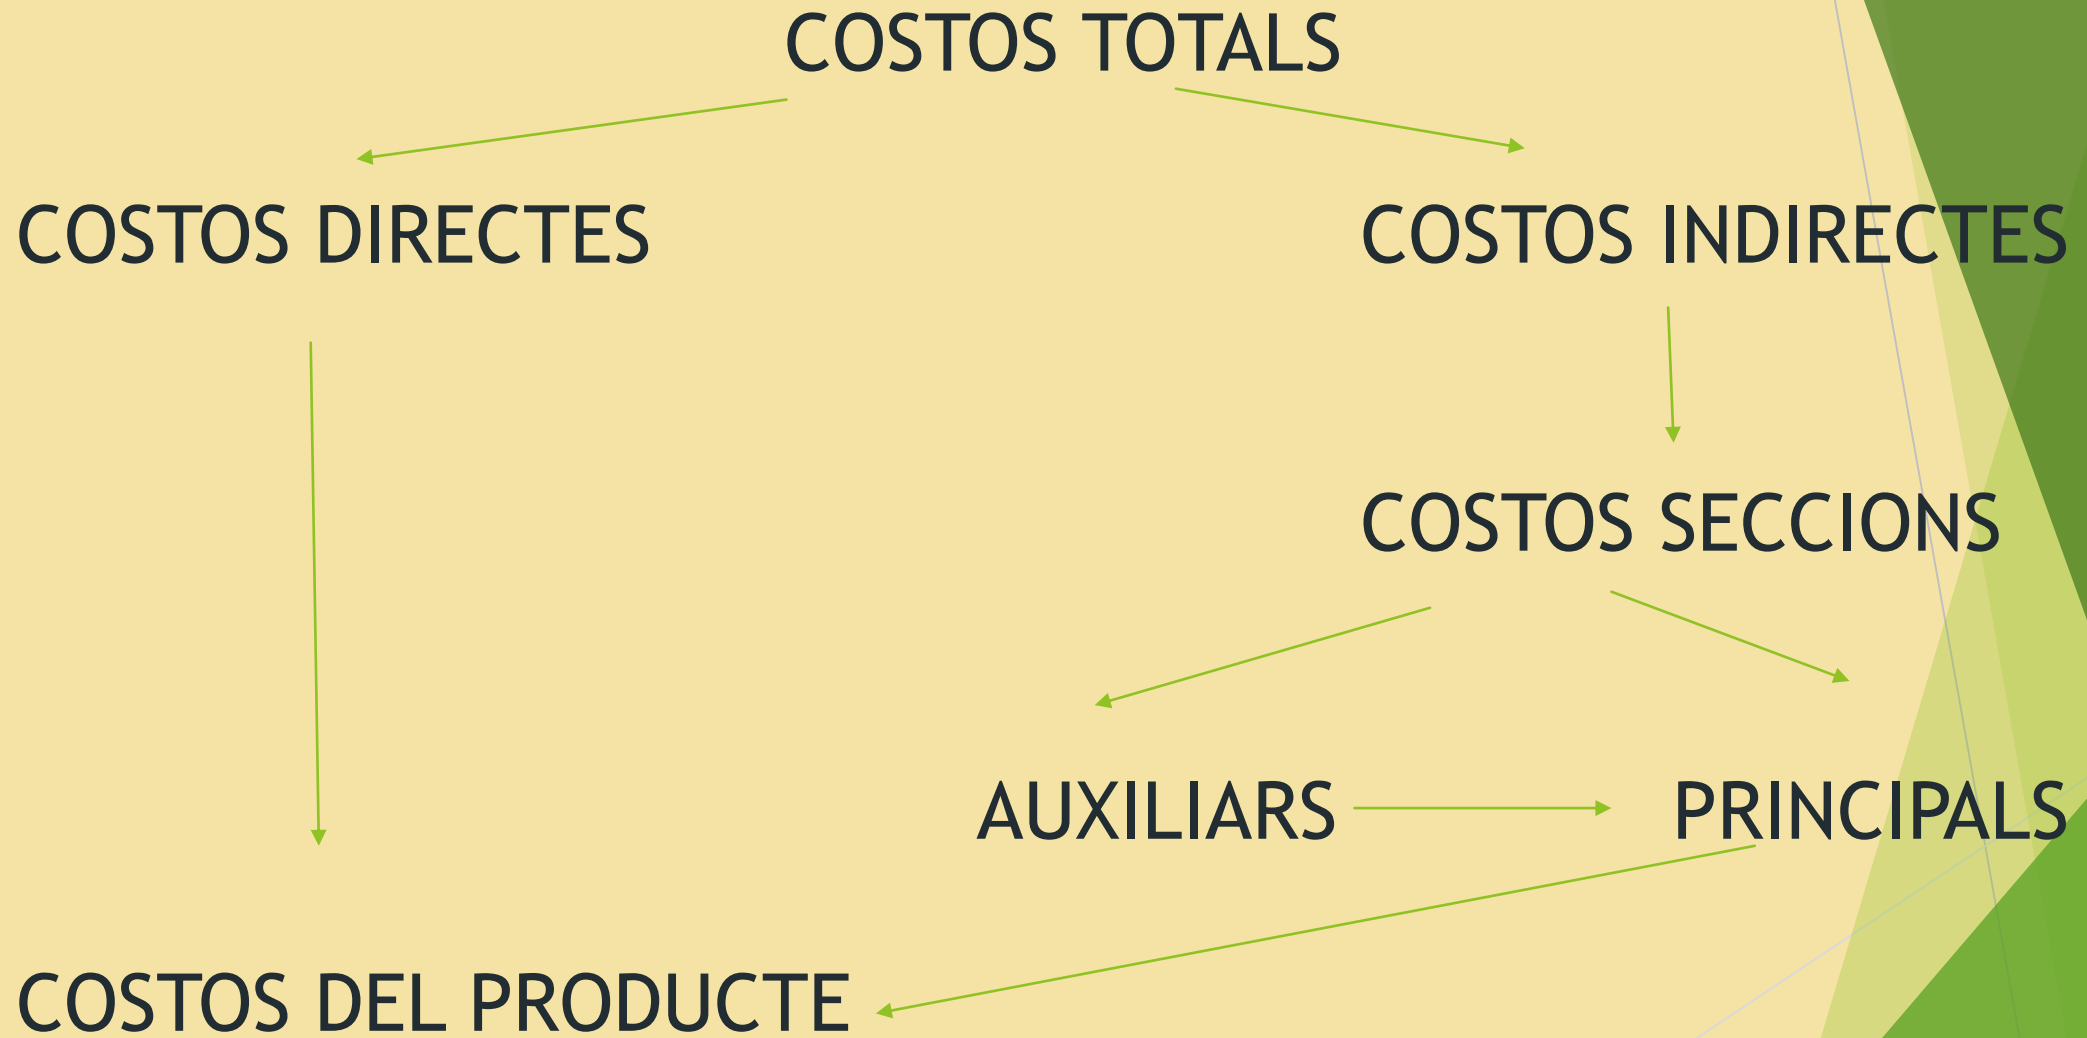 COSTOS TOTALS
COSTOS DIRECTES
COSTOS INDIRECTES
COSTOS SECCIONS
AUXILIARS
PRINCIPALS
COSTOS DEL PRODUCTE